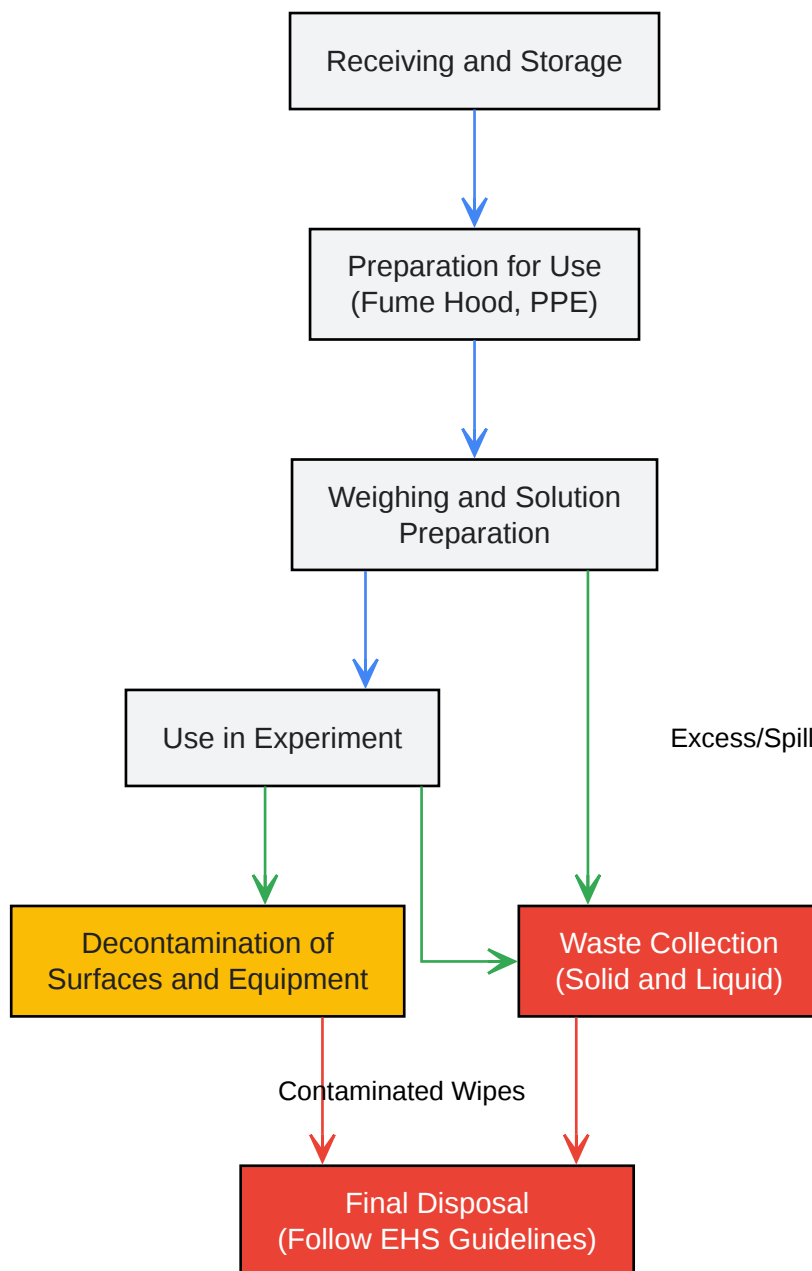 Receiving and Storage
Preparation for Use
(Fume Hood, PPE)
Weighing and Solution
Preparation
Use in Experiment
Excess/Spill
Decontamination of
Surfaces and Equipment
Waste Collection
(Solid and Liquid)
Contaminated Wipes
Final Disposal
(Follow EHS Guidelines)